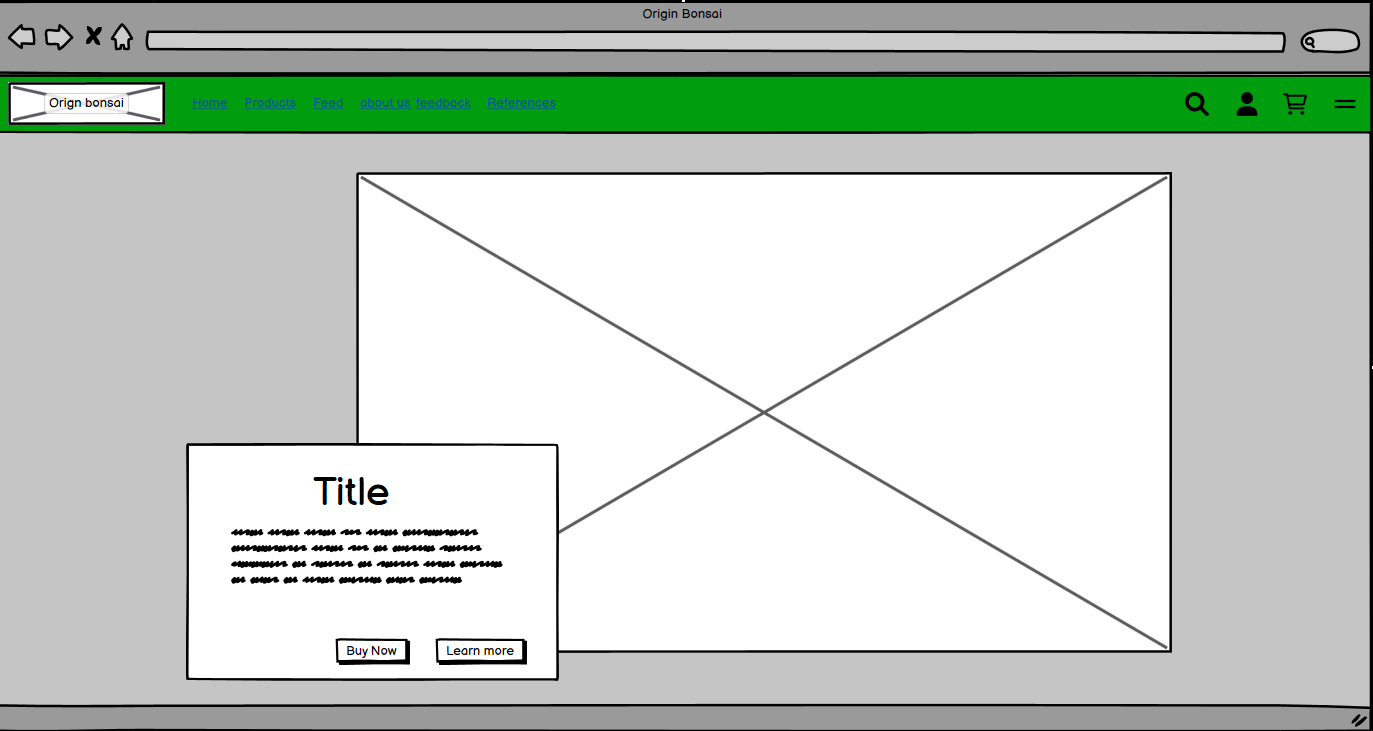 Origin Bonsai
Orign bonsai
Home Products Feed about us feedback References
Title
Buy Now Learn more